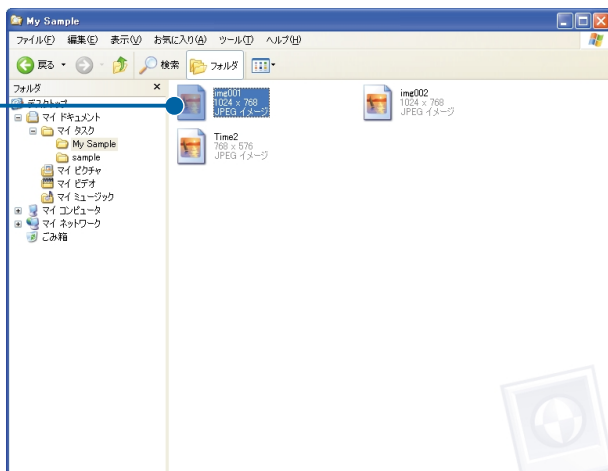 My Sample
ファイル(F) 編集(E) 表示(V) お気に入り(A) ツール(T) ヘルプ(H)
戻る 検索 フォルダ
フォルダ ×
デスクトップ
マイ ドキュメント
マイ タスク
My Sample
sample
マイ ピクチャ
マイ ビデオ
マイ ミュージック
マイ コンピュータ
マイ ネットワーク
ごみ箱
img001
1024 x 768
JPEG イメージ
img002
1024 x 768
JPEG イメージ
Time2
768 x 576
JPEG イメージ